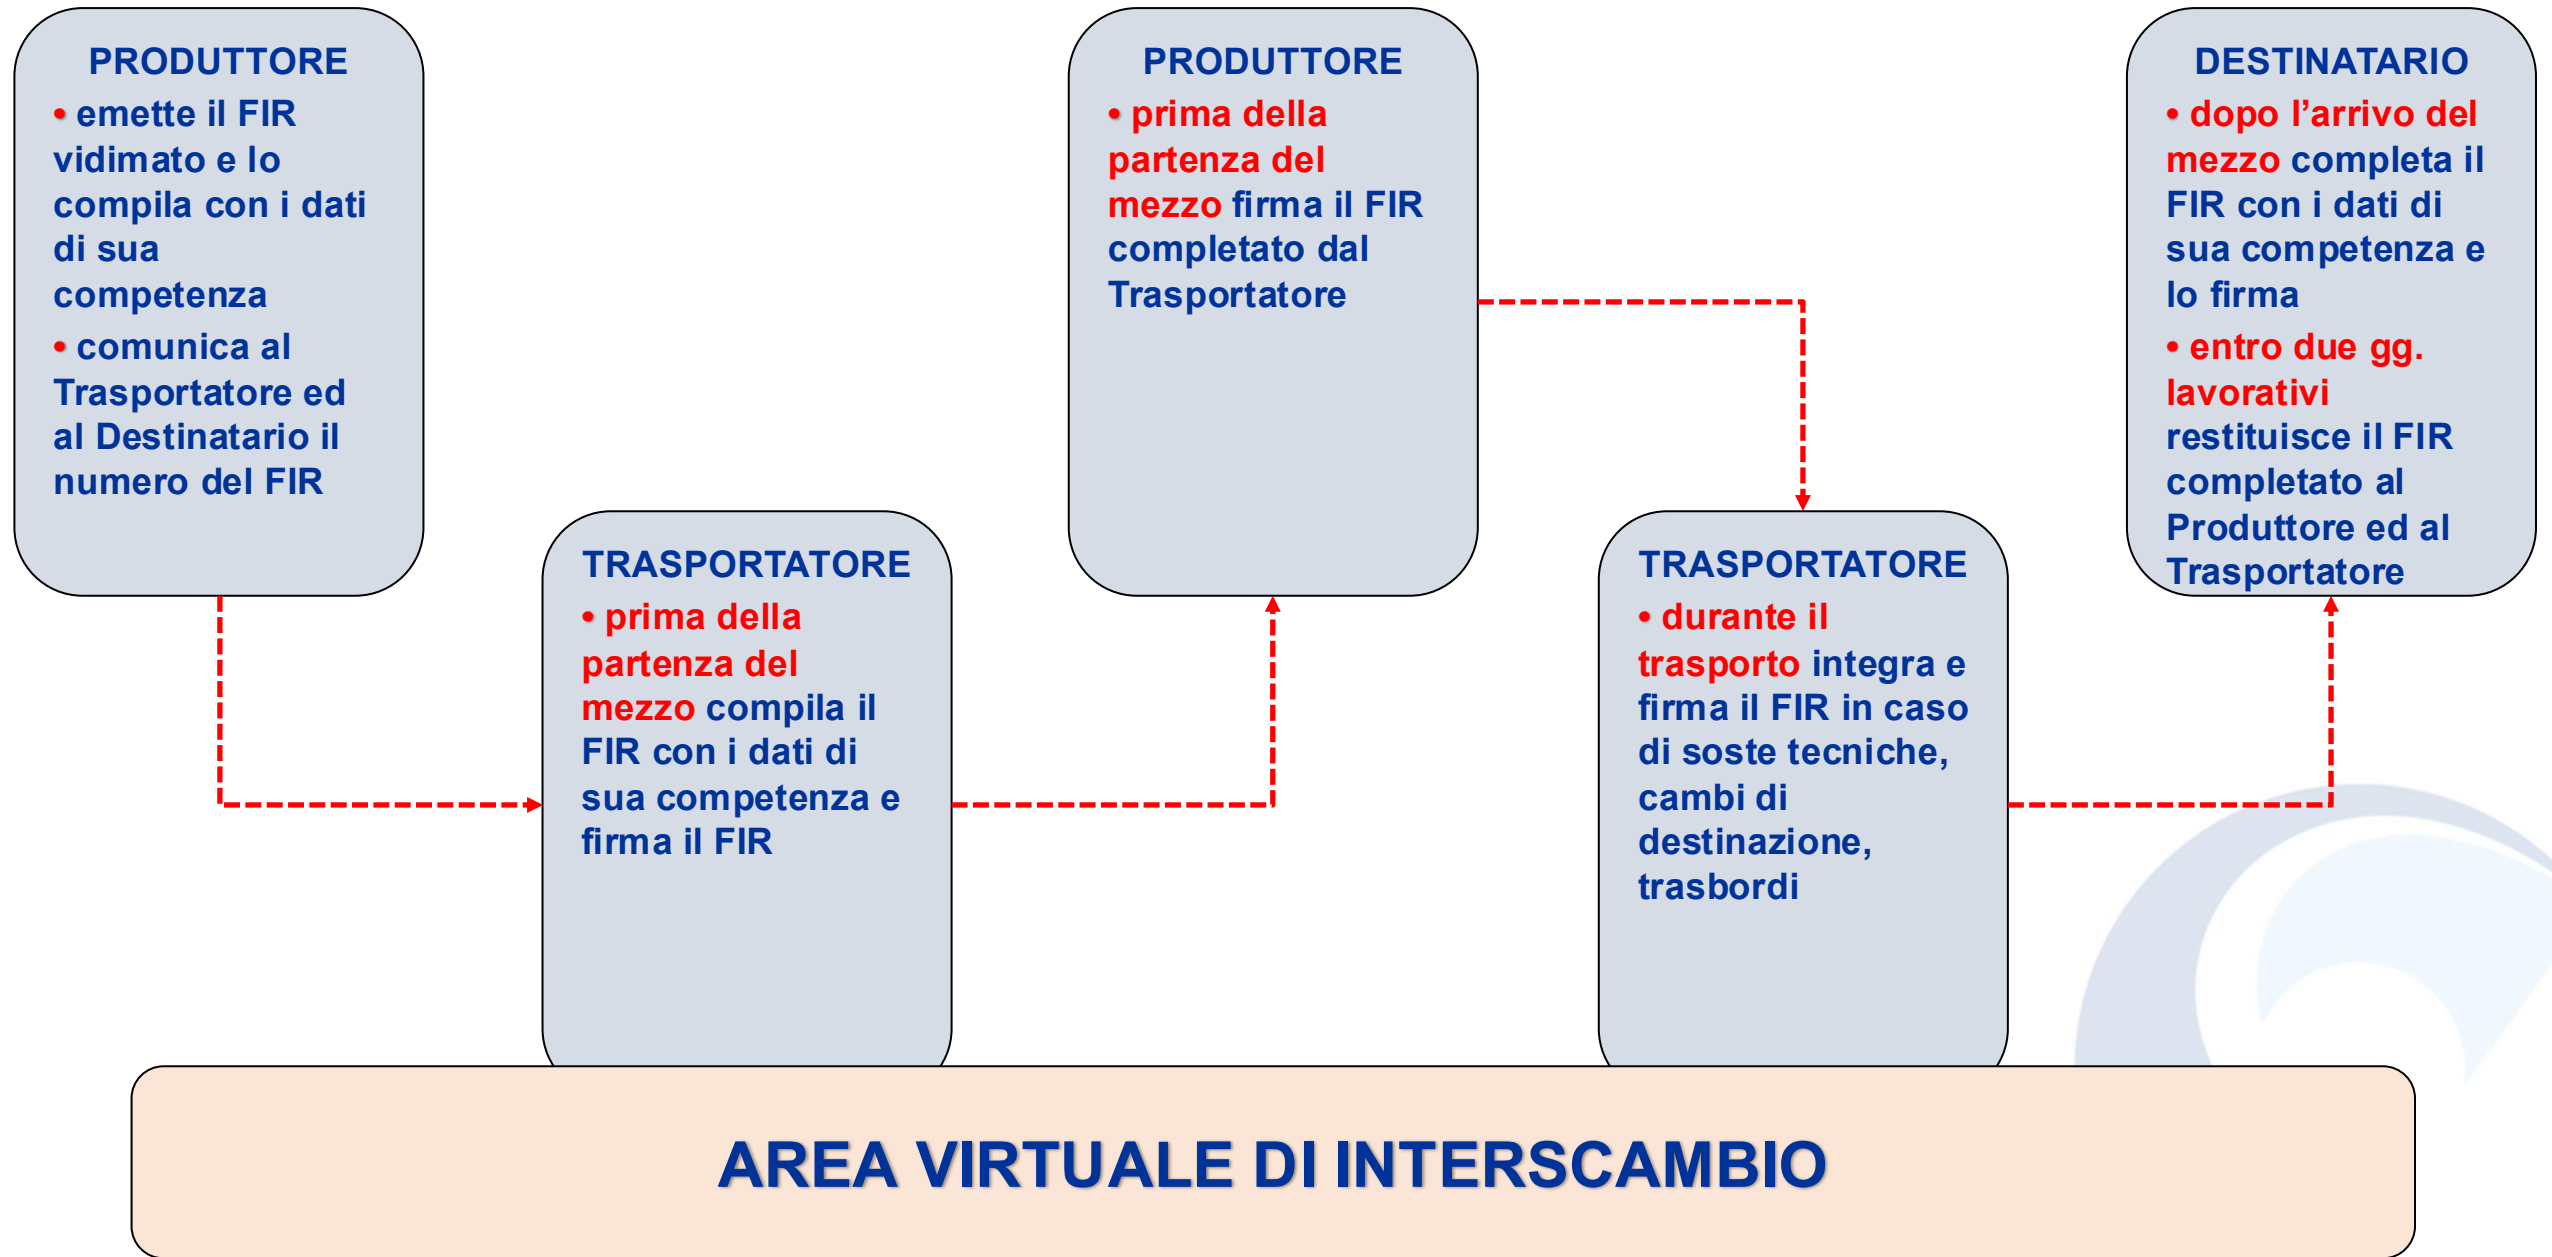 PRODUTTORE
• emette il FIR
vidimato e lo
compila con i dati
di sua
competenza
• comunica al
Trasportatore ed
al Destinatario il
numero del FIR
TRASPORTATORE
• prima della
partenza del
mezzo compila il
FIR con i dati di
sua competenza e
firma il FIR
PRODUTTORE
• prima della
partenza del
mezzo firma il FIR
completato dal
Trasportatore
TRASPORTATORE
• durante il
trasporto integra e
firma il FIR in caso
di soste tecniche,
cambi di
destinazione,
trasbordi
DESTINATARIO
• dopo l’arrivo del
mezzo completa il
FIR con i dati di
sua competenza e
lo firma
• entro due gg.
lavorativi
restituisce il FIR
completato al
Produttore ed al
Trasportatore
AREA VIRTUALE DI INTERSCAMBIO